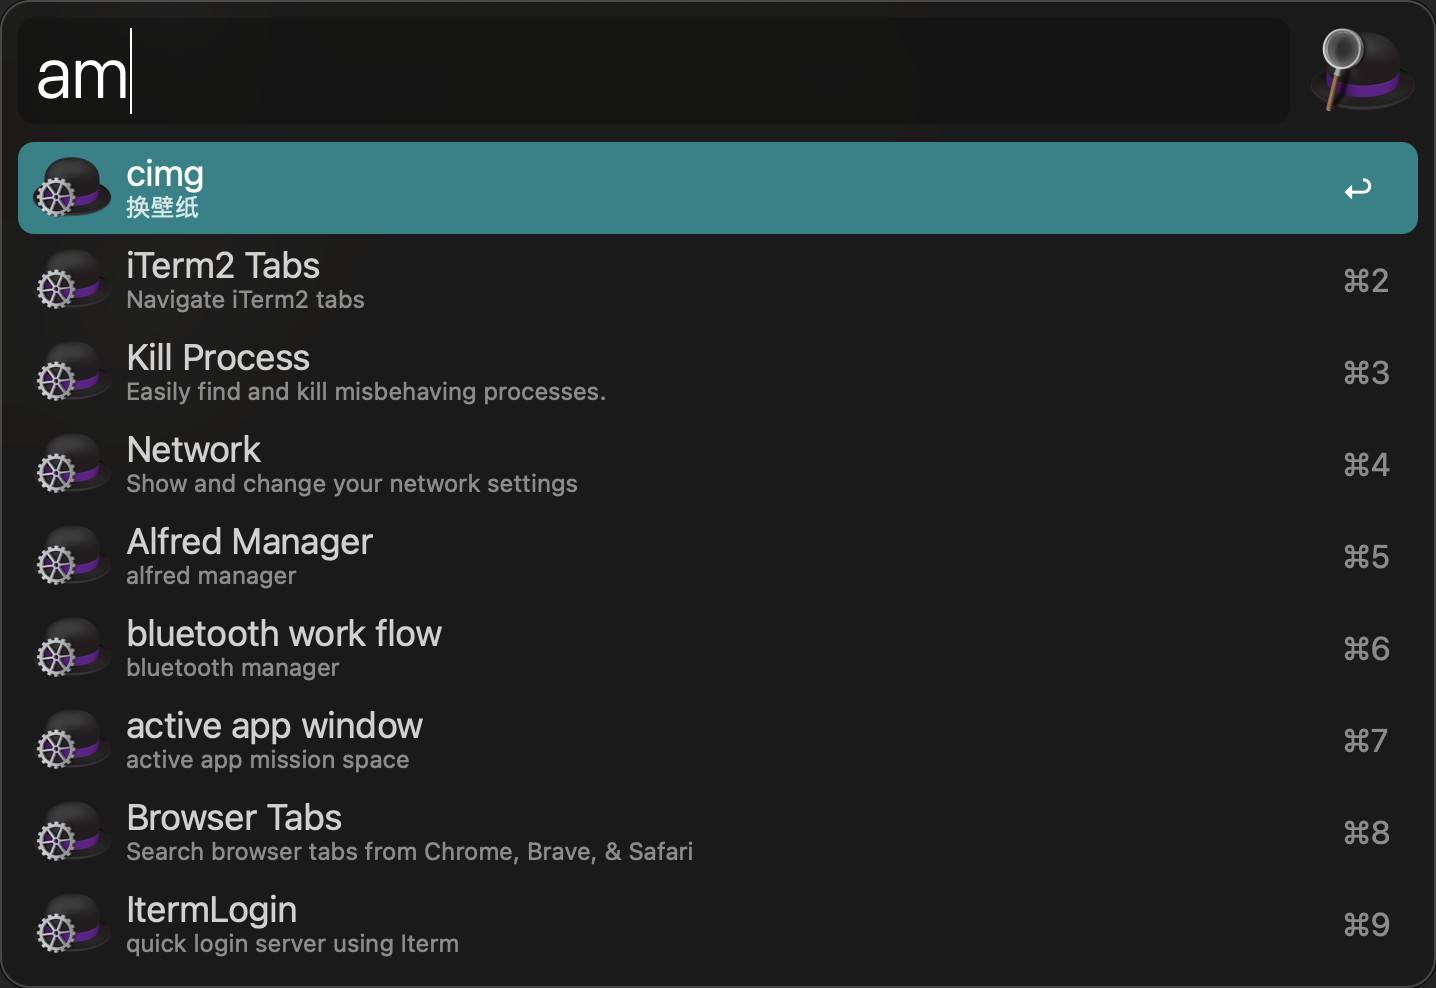 am
cimg
换壁纸
iTerm2 Tabs
Navigate iTerm2 tabs
⌘2
Kill Process
Easily find and kill misbehaving processes.
⌘3
Network
Show and change your network settings
⌘4
Alfred Manager
alfred manager
⌘5
bluetooth work flow
bluetooth manager
⌘6
active app window
active app mission space
⌘7
Browser Tabs
Search browser tabs from Chrome, Brave, & Safari
⌘8
ItermLogin
quick login server using Iterm
⌘9